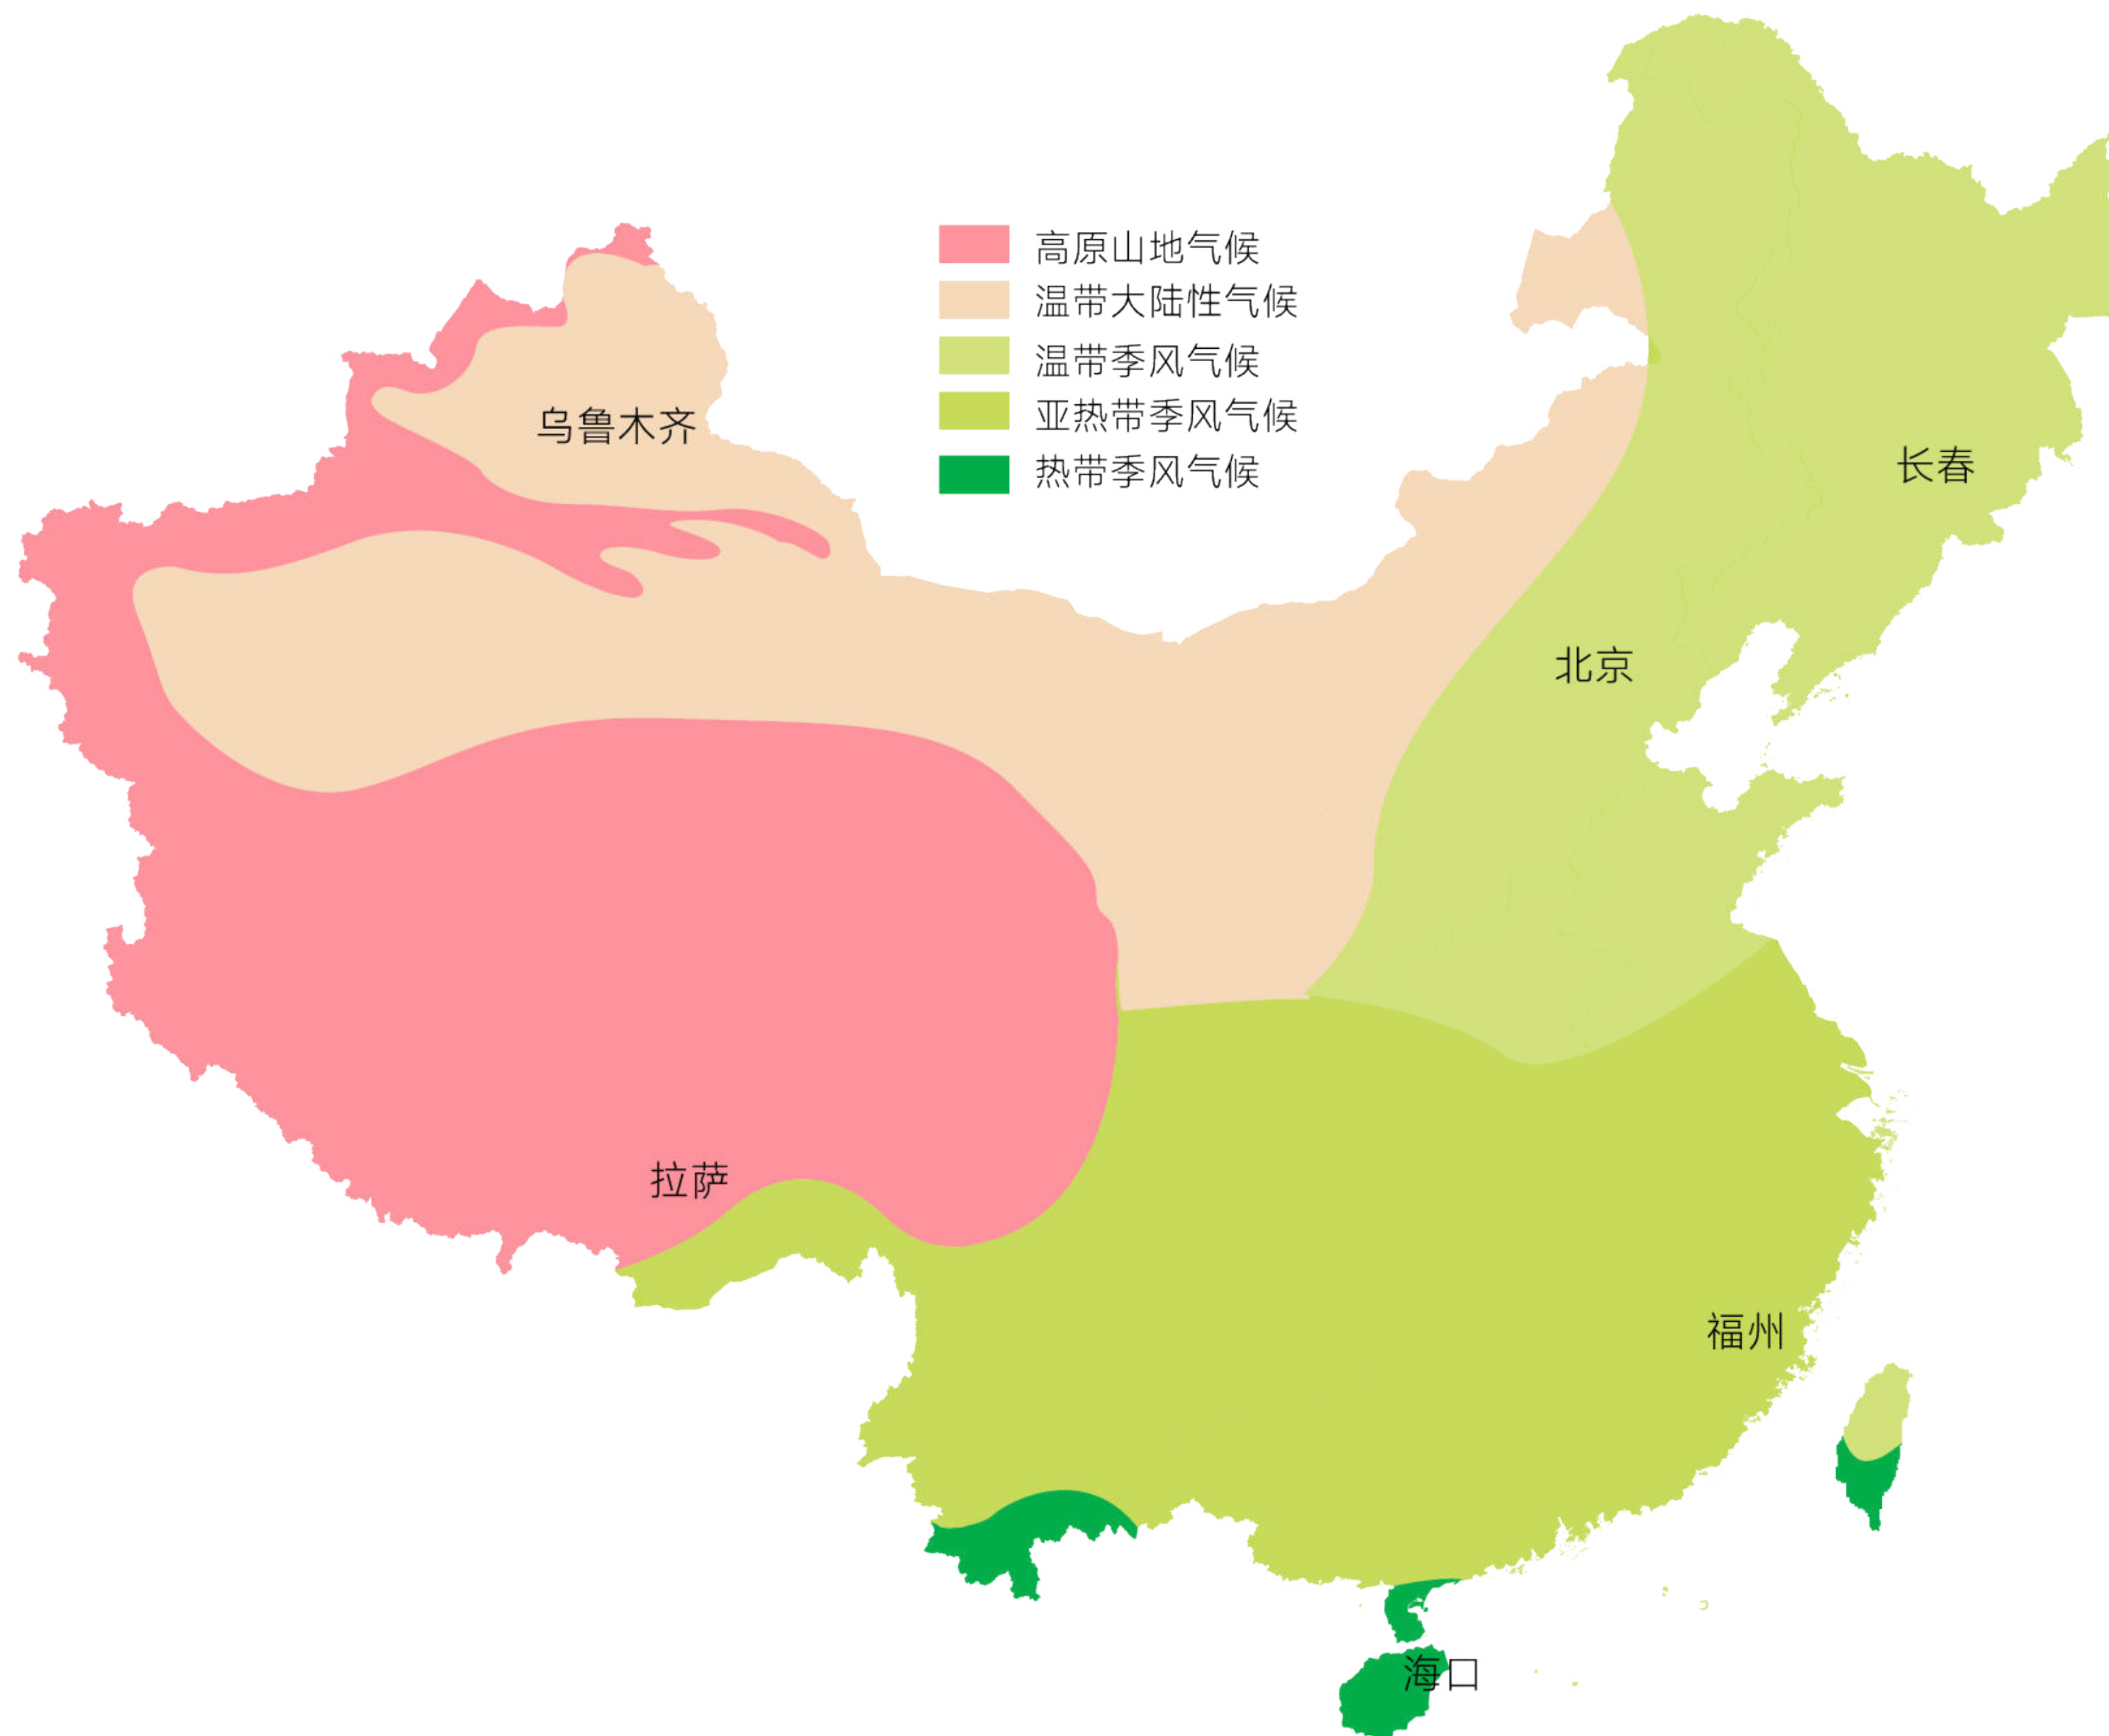 高原山地气候
温带大陆性气候
温带季风气候
亚热带季风气候
热带季风气候
乌鲁木齐
长春
北京
拉萨
福州
海口